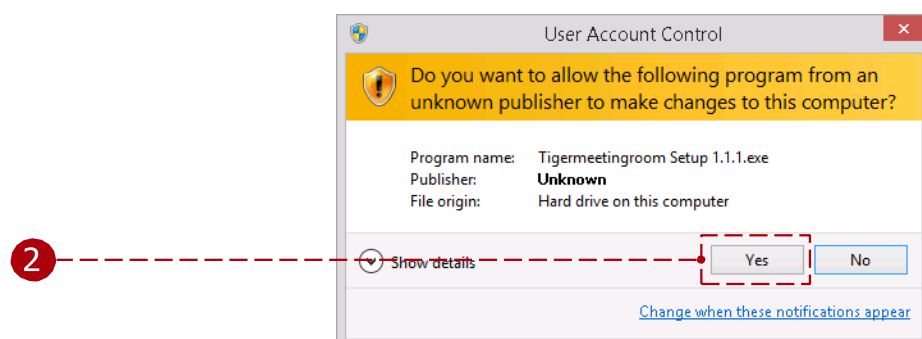 User Account Control
Do you want to allow the following program from an
unknown publisher to make changes to this computer?
Program name: Tigermeetingroom Setup 1.1.1.exe
Publisher: Unknown
File origin: Hard drive on this computer
2
Show details
Yes
No
Change when these notifications appear